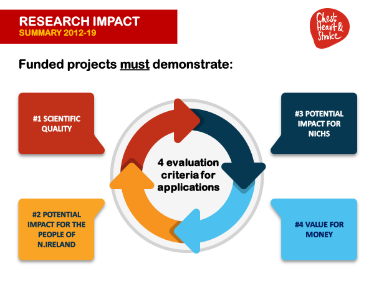 RESEARCH IMPACT
SUMMARY 2012-19
Chest
Heart &
Stroke
Funded projects must demonstrate:
#1 SCIENTIFIC
QUALITY
#3 POTENTIAL
IMPACT FOR
NICHS
4 evaluation
criteria for
applications
#2 POTENTIAL
IMPACT FOR THE
PEOPLE OF
N.IRELAND
#4 VALUE FOR
MONEY